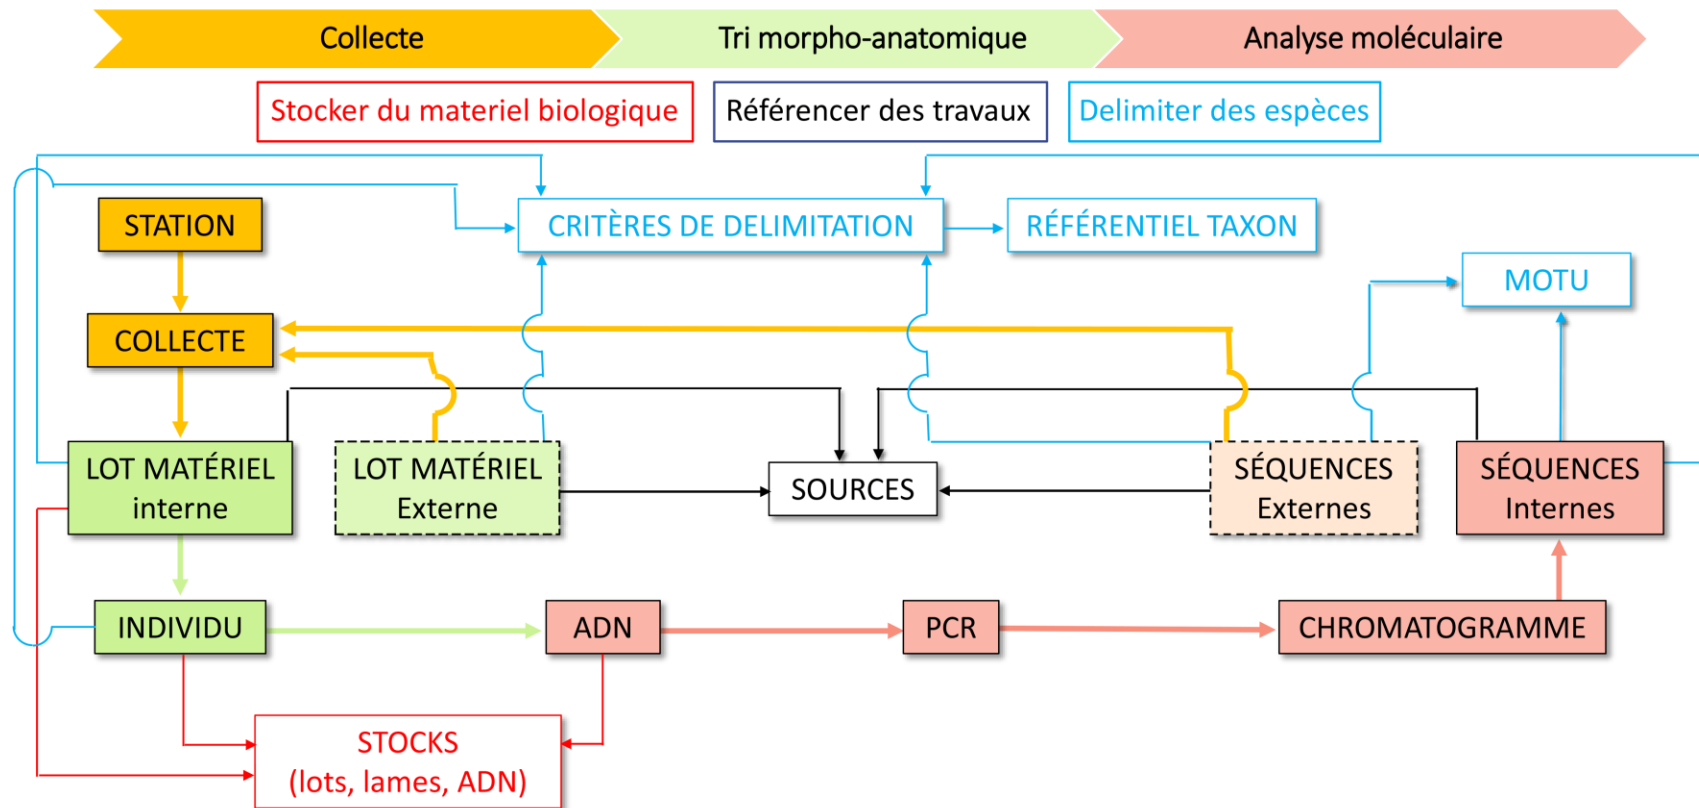 Collecte
Tri morpho-anatomique
Analyse moléculaire
Stocker du materiel biologique
Référencer des travaux
Delimiter des espèces
STATION
CRITÈRES DE DELIMITATION
RÉFÉRENTIEL TAXON
MOTU
COLLECTE
LOT MATÉRIEL
interne
LOT MATÉRIEL
Externe
SOURCES
SÉQUENCES
Externes
SÉQUENCES
Internes
INDIVIDU
ADN
PCR
CHROMATOGRAMME
STOCKS
(lots, lames, ADN)